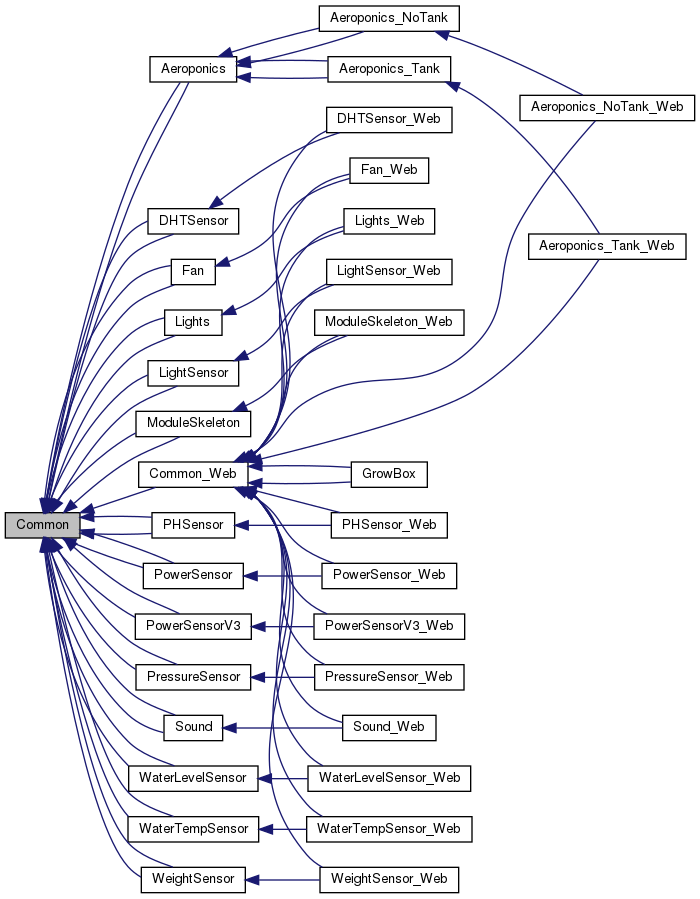 Aeroponics_NoTank
Aeroponics
Aeroponics_Tank
Aeroponics_NoTank_Web
DHTSensor_Web
Fan_Web
DHTSensor
Lights_Web
Aeroponics_Tank_Web
Fan
LightSensor_Web
Lights
ModuleSkeleton_Web
LightSensor
ModuleSkeleton
Common_Web
GrowBox
Common
PHSensor
PHSensor_Web
PowerSensor
PowerSensor_Web
PowerSensorV3
PowerSensorV3_Web
PressureSensor
PressureSensor_Web
Sound
Sound_Web
WaterLevelSensor
WaterLevelSensor_Web
WaterTempSensor
WaterTempSensor_Web
WeightSensor
WeightSensor_Web